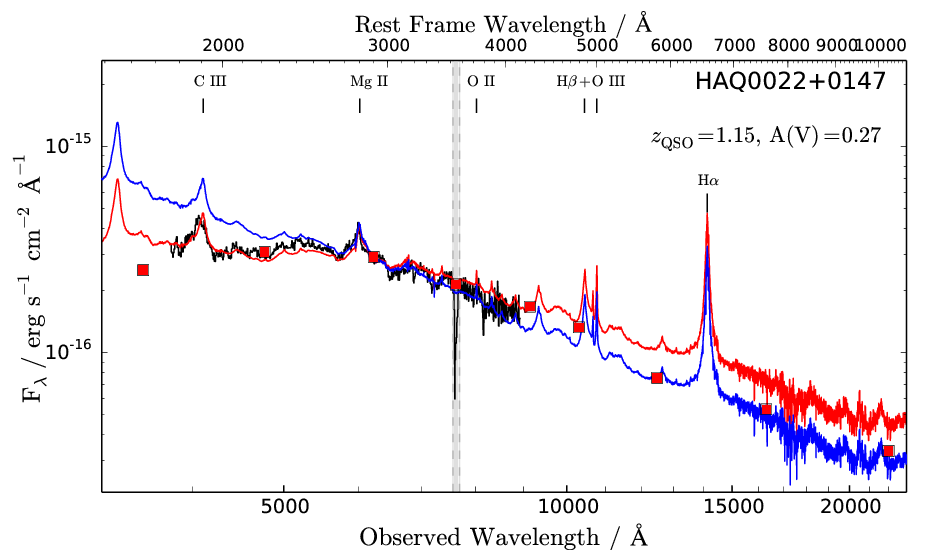 Rest Frame Wavelength / Å
2000 3000 4000 5000 6000 7000 8000 9000 10000
C III Mg II O II Hβ+O III HAQ0022+0147
z_QSO=1.15, A(V)=0.27
Hα
10^-15
10^-16
F_λ / erg s^-1 cm^-2 Å^-1
5000 10000 15000 20000
Observed Wavelength / Å